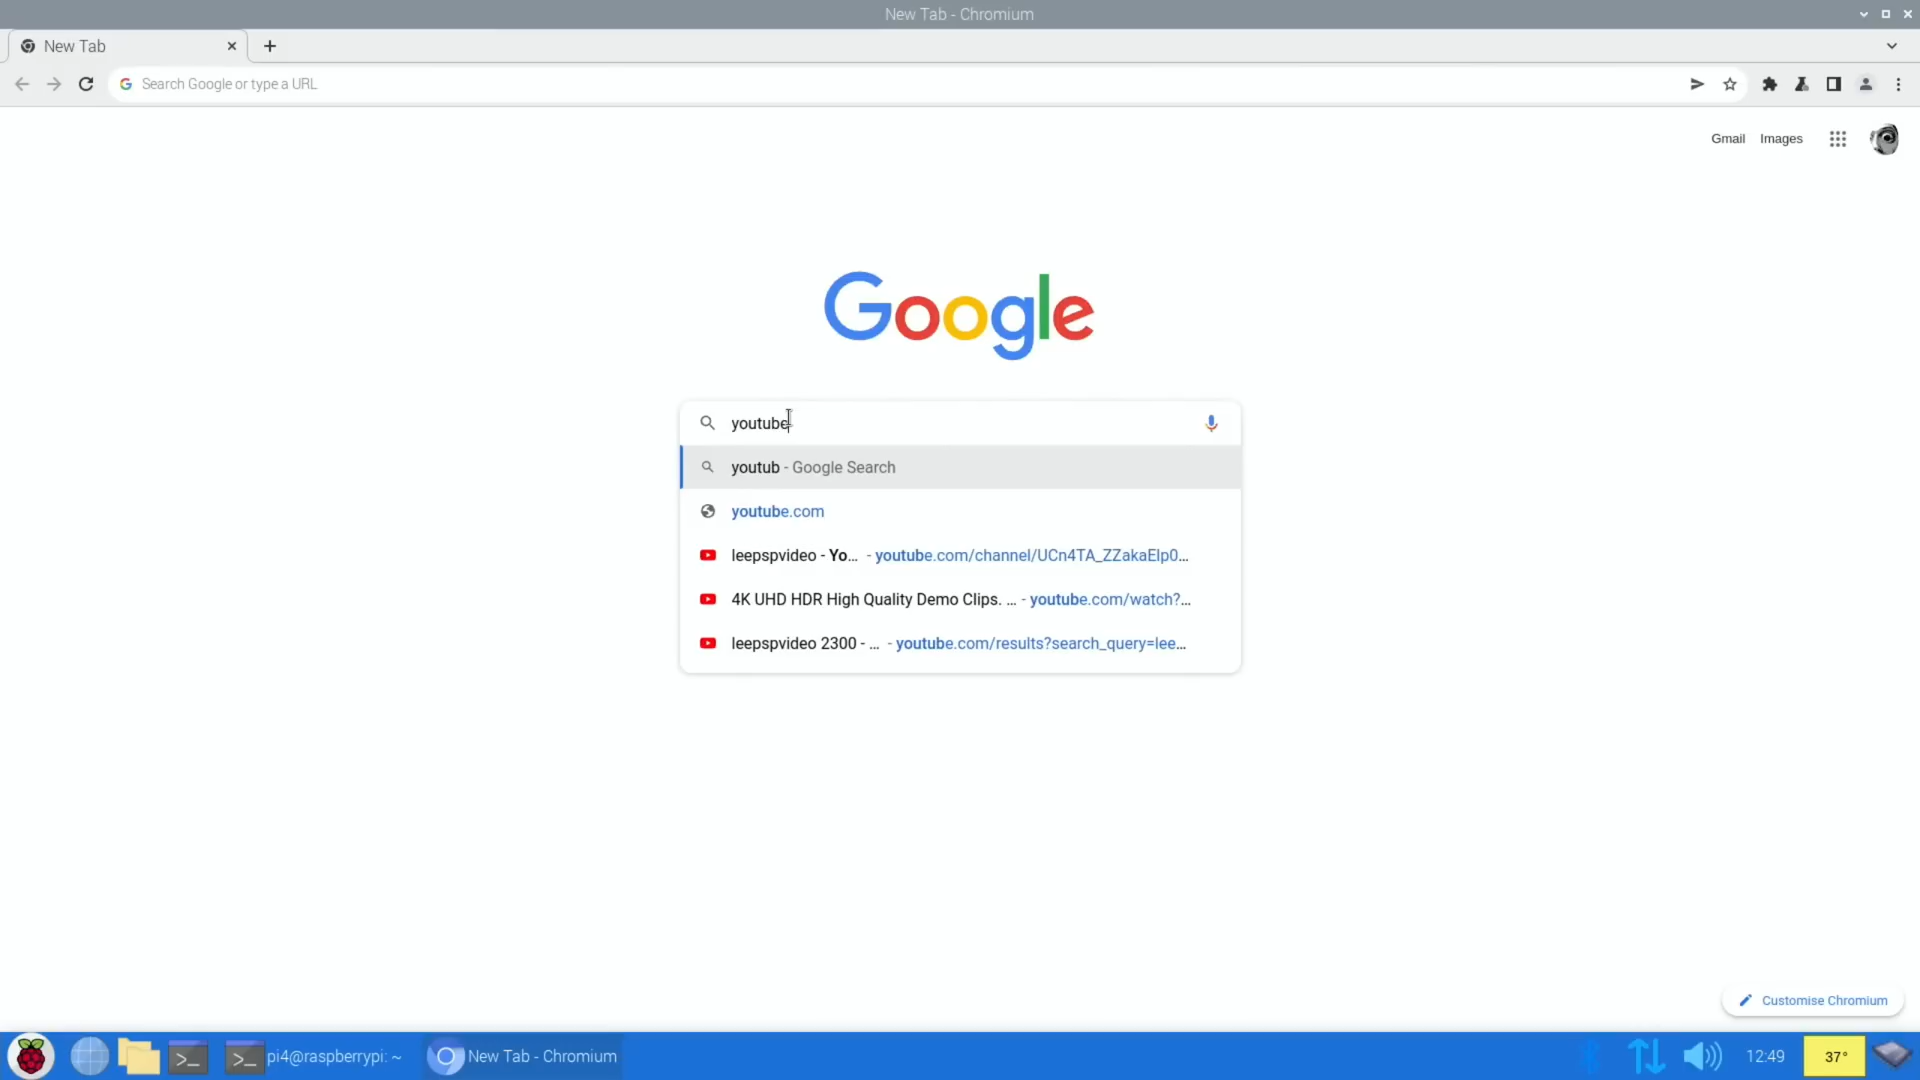 New Tab - Chromium
New Tab
Search Google or type a URL
Gmail Images
Google
youtube
youtub - Google Search
youtube.com
leepspvideo - Yo... - youtube.com/channel/UCn4TA_ZZakaElp0...
4K UHD HDR High Quality Demo Clips. ... - youtube.com/watch?...
leepspvideo 2300 - ... - youtube.com/results?search_query=lee...
Customise Chromium
pi4@raspberrypi: ~
New Tab - Chromium
12:49
37°